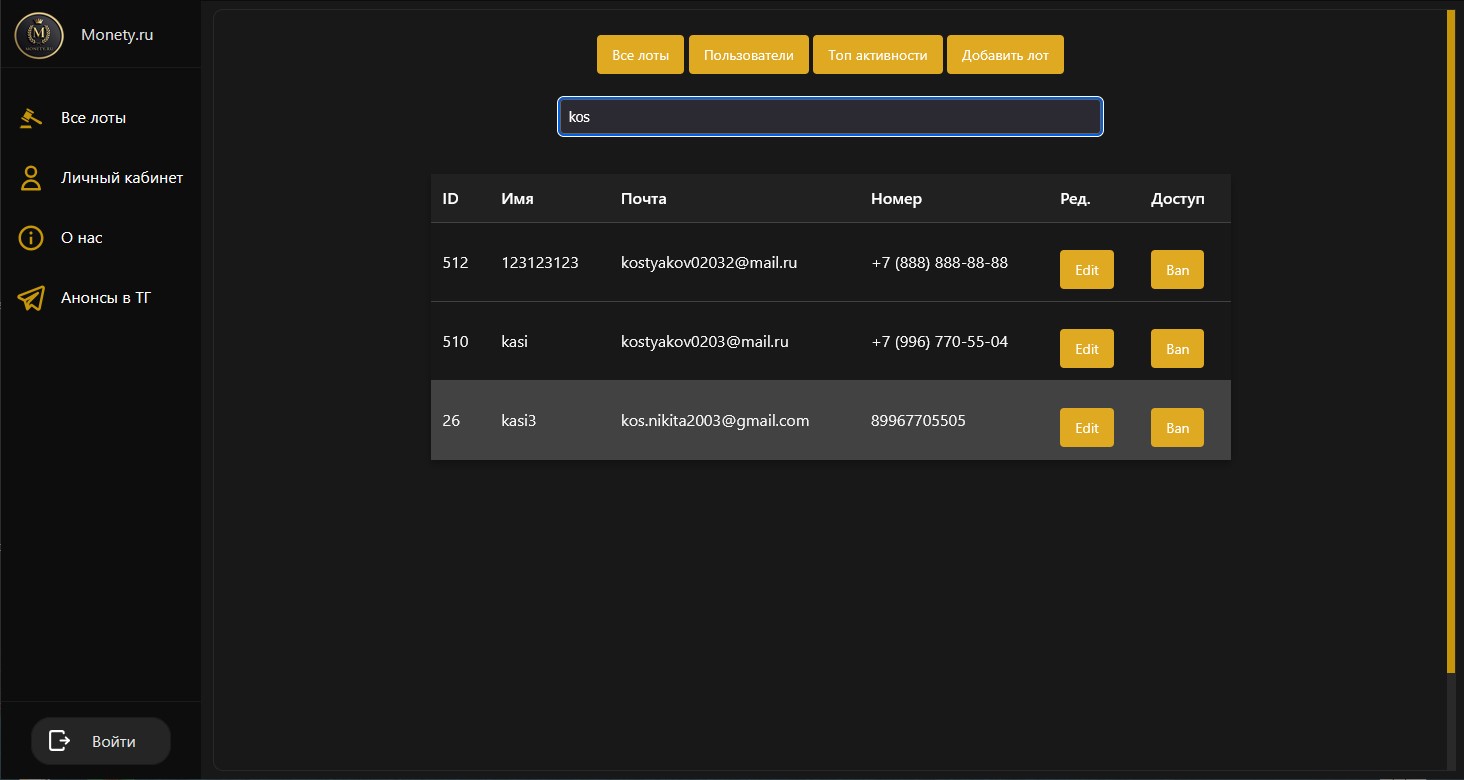 Monety.ru
Все лоты
Личный кабинет
О нас
Анонсы в ТГ
Войти
Все лоты Пользователи Топ активности Добавить лот
kos
ID Имя Почта Номер Ред. Доступ
512 123123123 kostyakov02032@mail.ru +7 (888) 888-88-88 Edit Ban
510 kasi kostyakov0203@mail.ru +7 (996) 770-55-04 Edit Ban
26 kasi3 kos.nikita2003@gmail.com 89967705505 Edit Ban